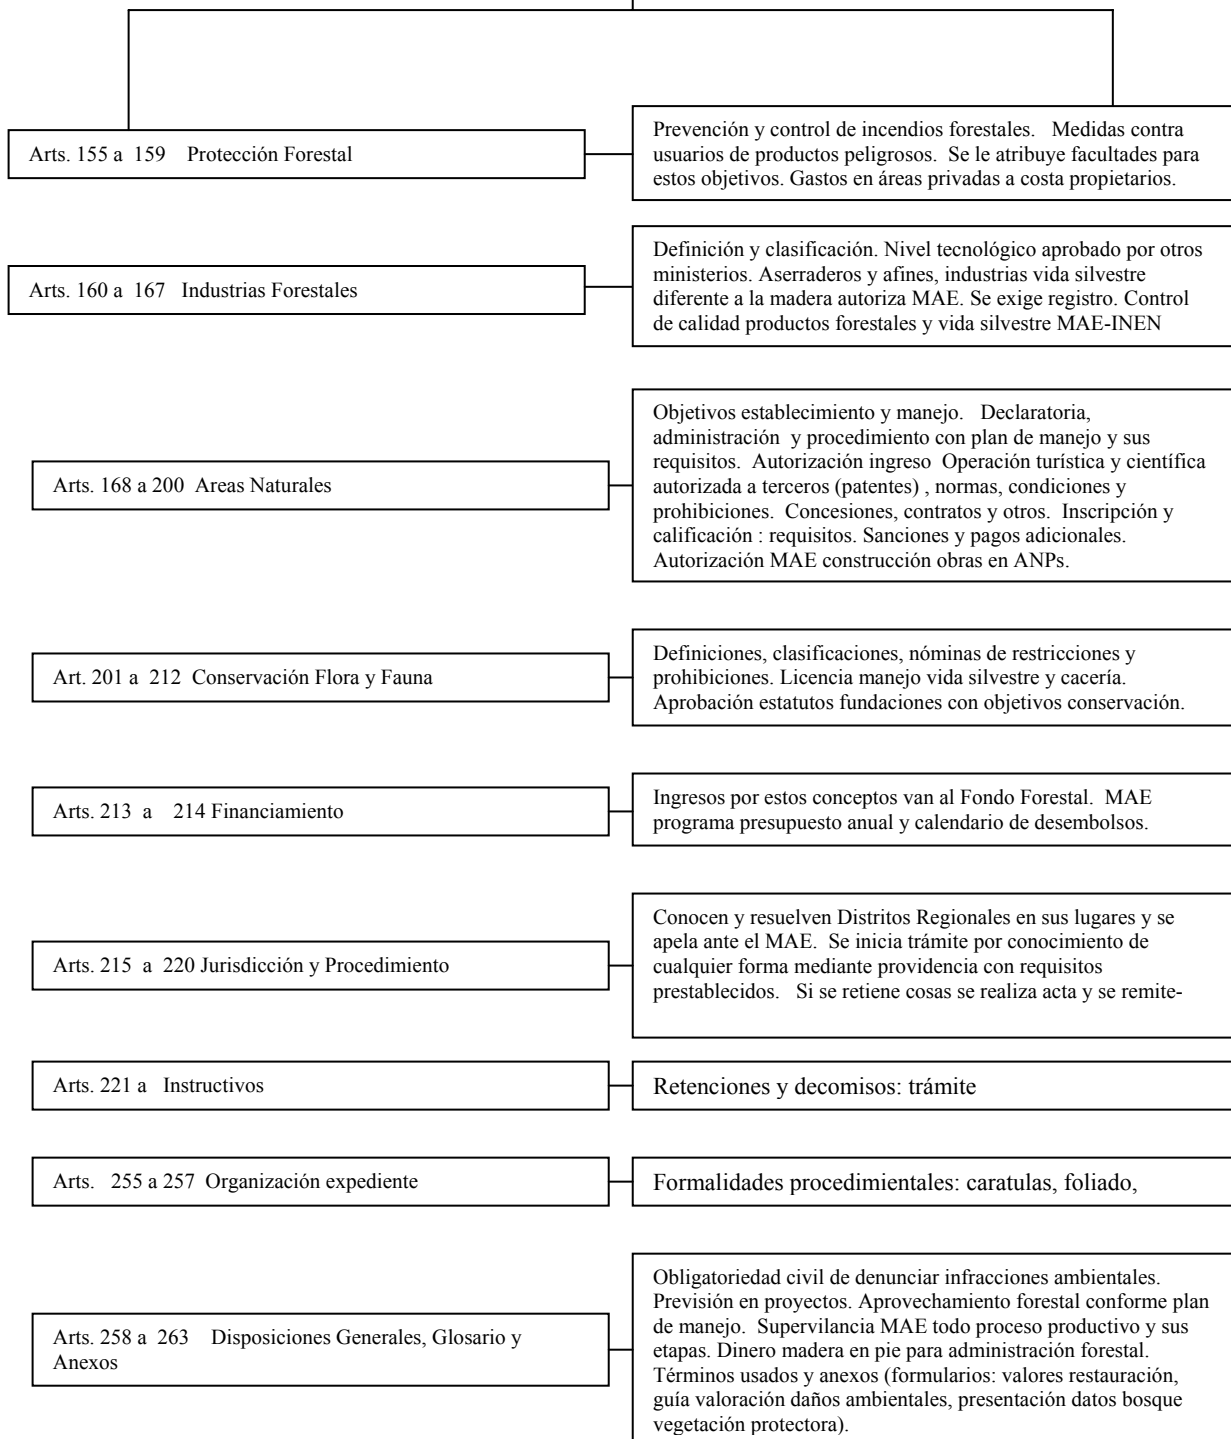 Arts. 155 a 159 Protección Forestal
Prevención y control de incendios forestales. Medidas contra
usuarios de productos peligrosos. Se le atribuye facultades para
estos objetivos. Gastos en áreas privadas a costa propietarios.
Arts. 160 a 167 Industrias Forestales
Definición y clasificación. Nivel tecnológico aprobado por otros
ministerios. Aserraderos y afines, industrias vida silvestre
diferente a la madera autoriza MAE. Se exige registro. Control
de calidad productos forestales y vida silvestre MAE-INEN
Arts. 168 a 200 Areas Naturales
Objetivos establecimiento y manejo. Declaratoria,
administración y procedimiento con plan de manejo y sus
requisitos. Autorización ingreso Operación turística y científica
autorizada a terceros (patentes) , normas, condiciones y
prohibiciones. Concesiones, contratos y otros. Inscripción y
calificación : requisitos. Sanciones y pagos adicionales.
Autorización MAE construcción obras en ANPs.
Art. 201 a 212 Conservación Flora y Fauna
Definiciones, clasificaciones, nóminas de restricciones y
prohibiciones. Licencia manejo vida silvestre y cacería.
Aprobación estatutos fundaciones con objetivos conservación.
Arts. 213 a 214 Financiamiento
Ingresos por estos conceptos van al Fondo Forestal. MAE
programa presupuesto anual y calendario de desembolsos.
Arts. 215 a 220 Jurisdicción y Procedimiento
Conocen y resuelven Distritos Regionales en sus lugares y se
apela ante el MAE. Se inicia trámite por conocimiento de
cualquier forma mediante providencia con requisitos
prestablecidos. Si se retiene cosas se realiza acta y se remite-
Arts. 221 a Instructivos
Retenciones y decomisos: trámite
Arts. 255 a 257 Organización expediente
Formalidades procedimientales: caratulas, foliado,
Arts. 258 a 263 Disposiciones Generales, Glosario y
Anexos
Obligatoriedad civil de denunciar infracciones ambientales.
Previsión en proyectos. Aprovechamiento forestal conforme plan
de manejo. Supervilancia MAE todo proceso productivo y sus
etapas. Dinero madera en pie para administración forestal.
Términos usados y anexos (formularios: valores restauración,
guía valoración daños ambientales, presentación datos bosque
vegetación protectora).